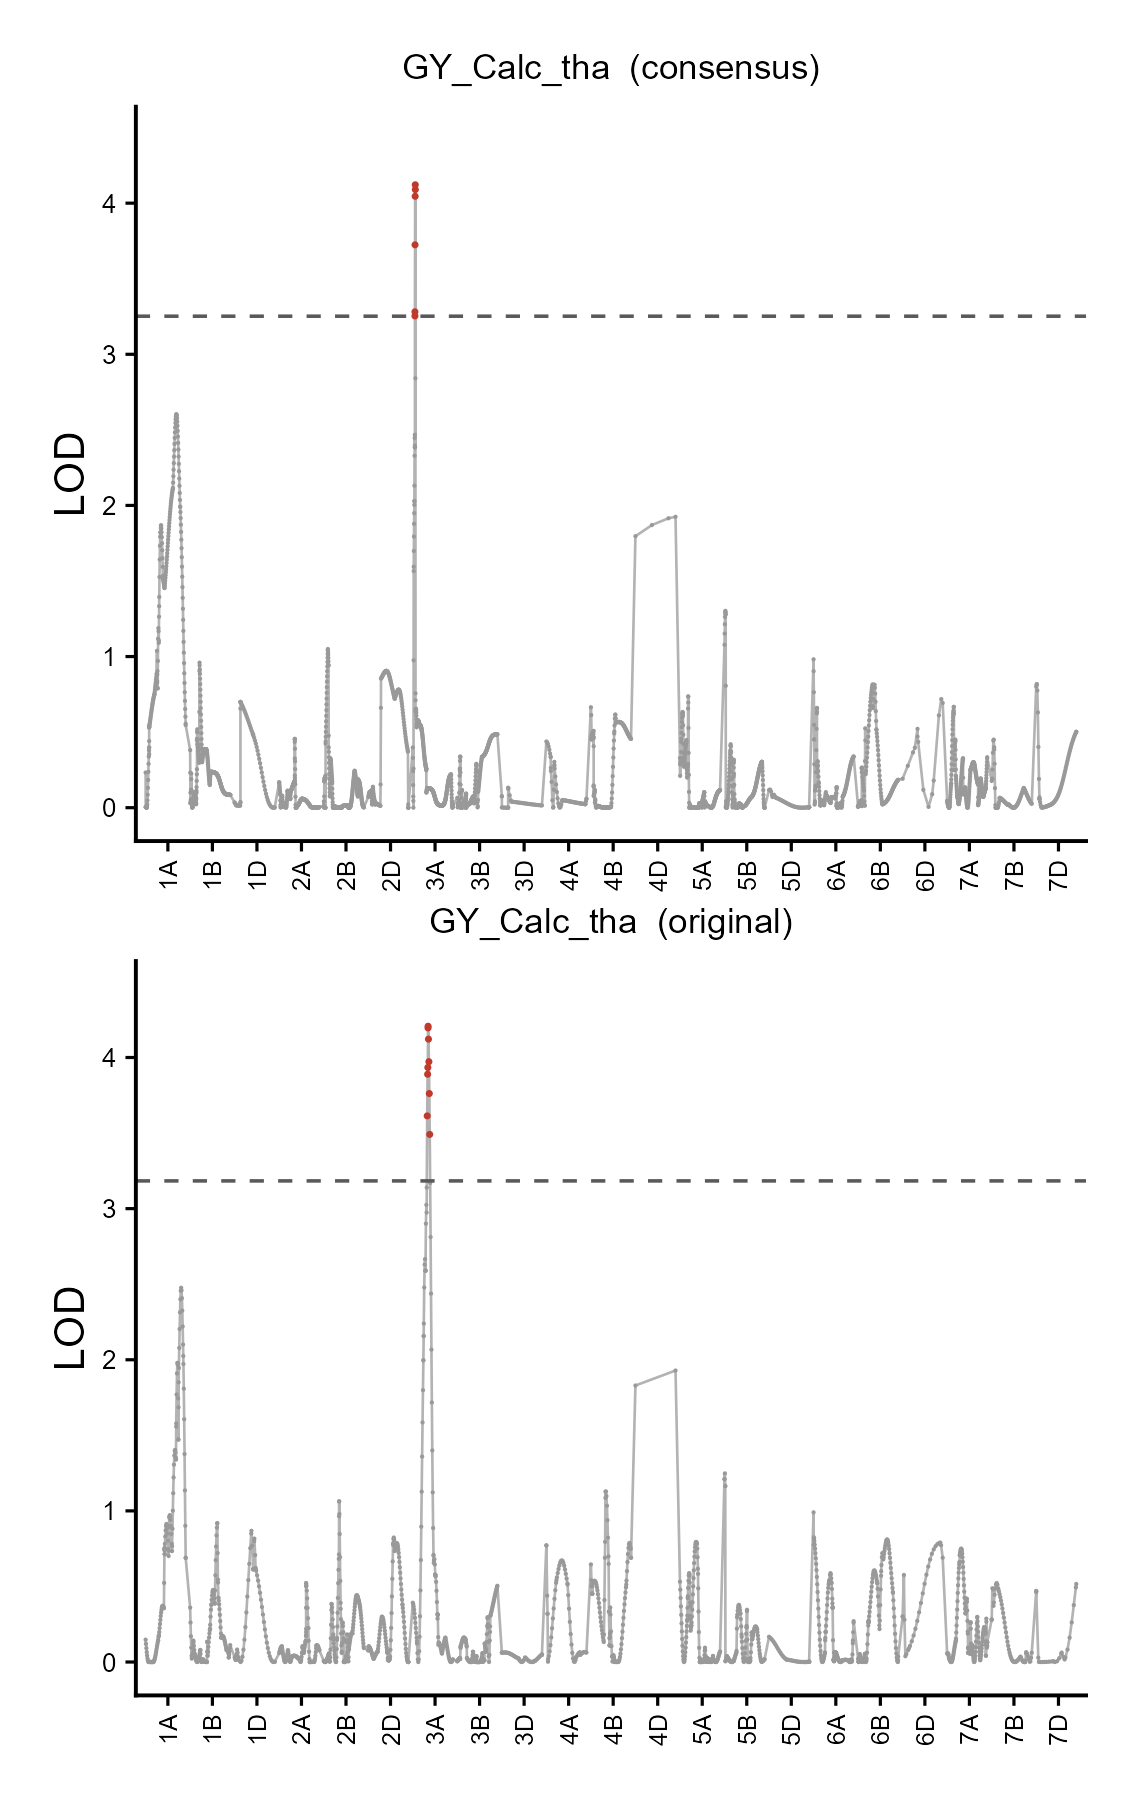 GY_Calc_tha (consensus)
LOD
4
3
2
1
0
1A 1B 1D 2A 2B 2D 3A 3B 3D 4A 4B 4D 5A 5B 5D 6A 6B 6D 7A 7B 7D
GY_Calc_tha (original)
LOD
4
3
2
1
0
1A 1B 1D 2A 2B 2D 3A 3B 3D 4A 4B 4D 5A 5B 5D 6A 6B 6D 7A 7B 7D